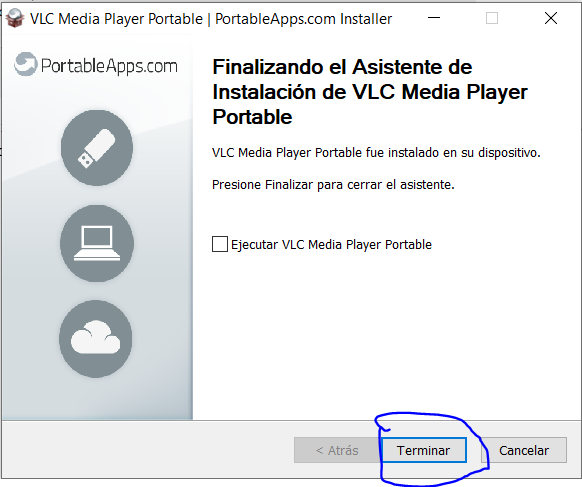 VLC Media Player Portable | PortableApps.com Installer
PortableApps.com
Finalizando el Asistente de
Instalación de VLC Media Player
Portable
VLC Media Player Portable fue instalado en su dispositivo.
Presione Finalizar para cerrar el asistente.
Ejecutar VLC Media Player Portable
< Atrás
Terminar
Cancelar